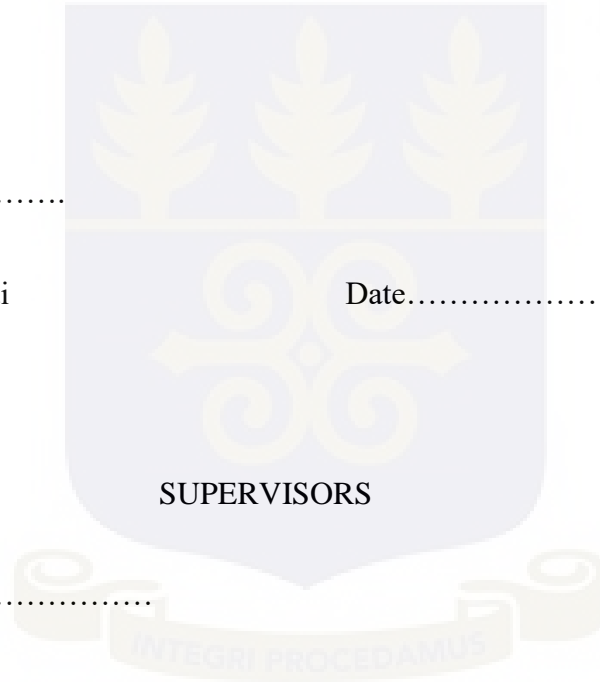 …….
i Date…………………
SUPERVISORS
………………
INTEGRI PROCEDAMUS